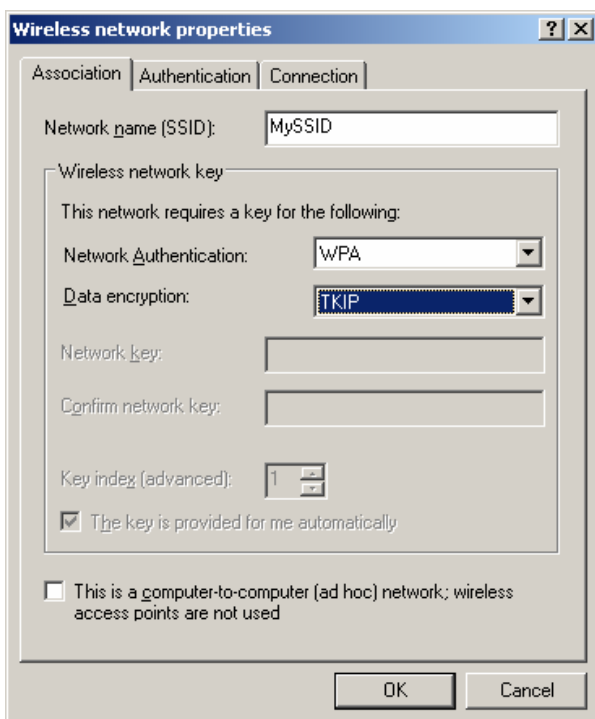 Wireless network properties
Association Authentication Connection
Network name (SSID): MySSID
Wireless network key
This network requires a key for the following:
Network Authentication: WPA
Data encryption: TKIP
Network key:
Confirm network key:
Key index (advanced): 1
The key is provided for me automatically
This is a computer-to-computer (ad hoc) network; wireless
access points are not used
OK Cancel